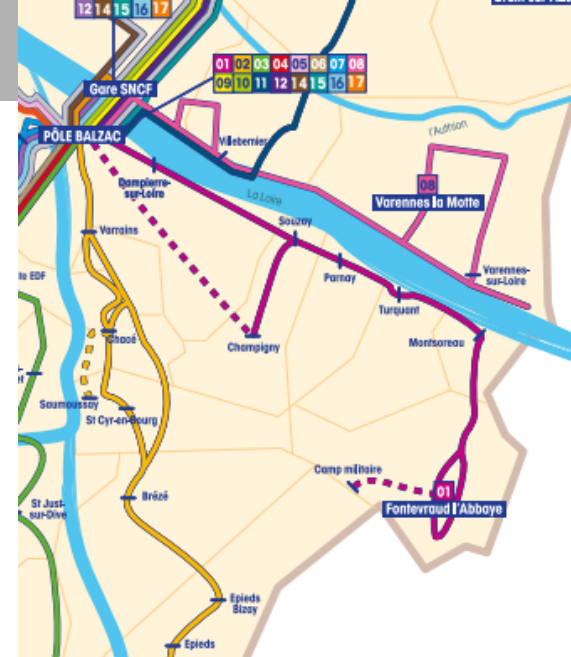 12 14 15 16 17
Gare SNCF
01 02 03 04 05 06 07 08
09 10 11 12 14 15 16 17
PÔLE BALZAC
l'Authion
Villebernier
08
Dampierre-
sur-Loire
La Loire
Varennes la Motte
Souzay
Varrains
Parnay
Varennes-
sur-Loire
te EDF
Turquant
Chacé
Champigny
Montsoreau
Saumoussay
St Cyr-en-Bourg
Camp militaire
01
Brézé
Fontevraud l'Abbaye
St Just-
sur-Dive
Epieds
Bizay
Epieds